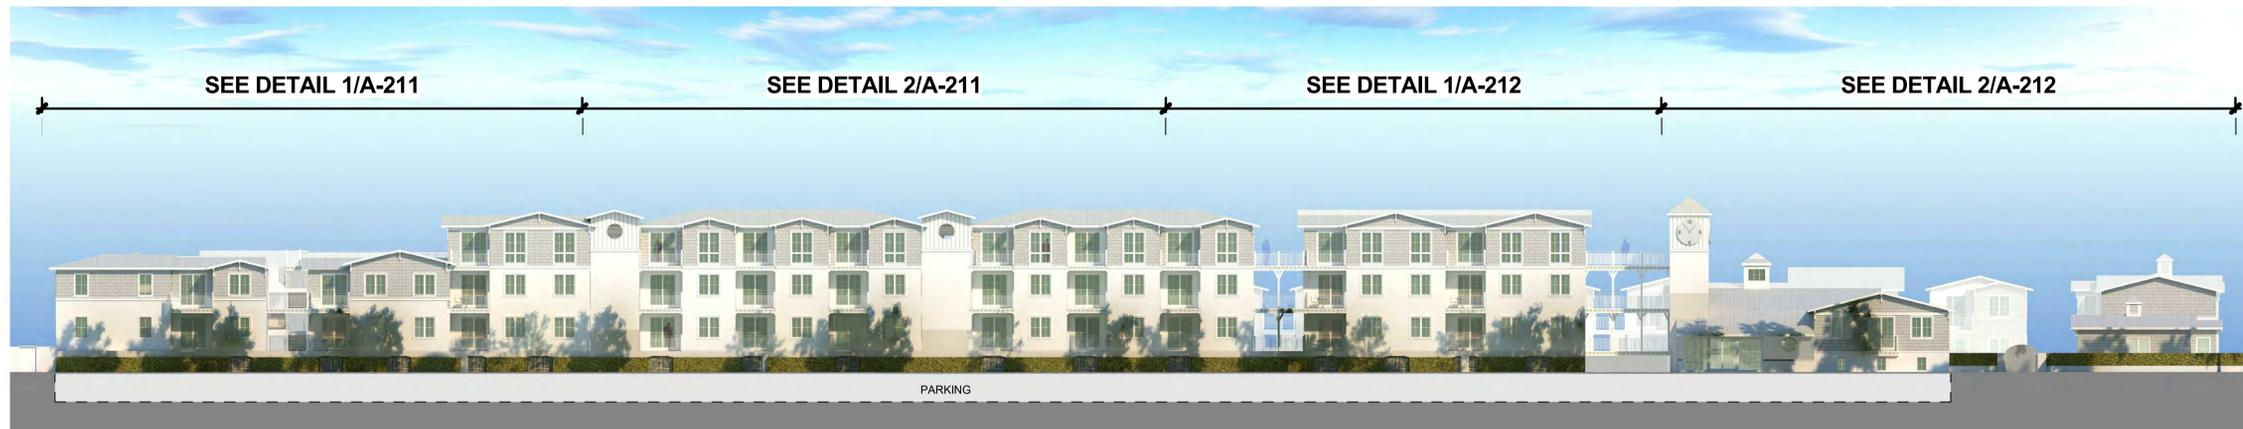 SEE DETAIL 1/A-211
SEE DETAIL 2/A-211
SEE DETAIL 1/A-212
SEE DETAIL 2/A-212
PARKING